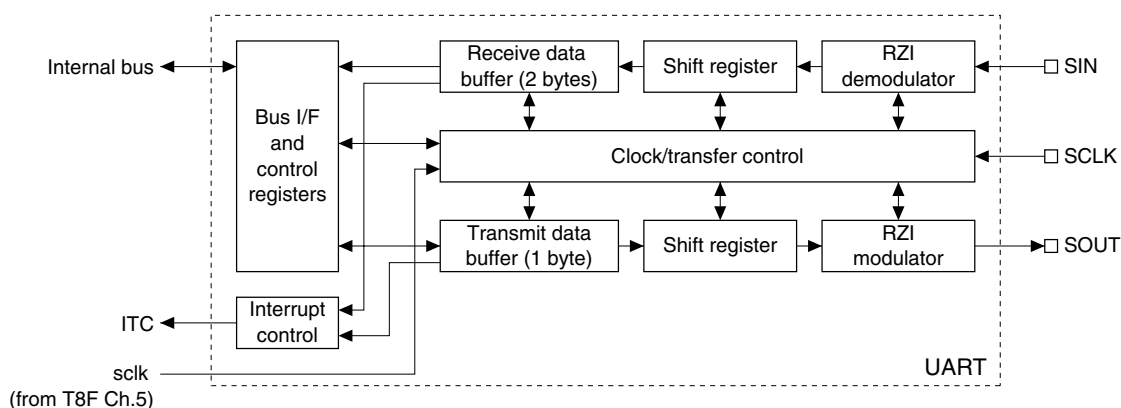 Internal bus
Bus I/F
and
control
registers
Receive data
buffer (2 bytes)
Shift register
RZI
demodulator
SIN
Clock/transfer control
SCLK
Transmit data
buffer (1 byte)
Shift register
RZI
modulator
SOUT
ITC
Interrupt
control
sclk
(from T8F Ch.5)
UART